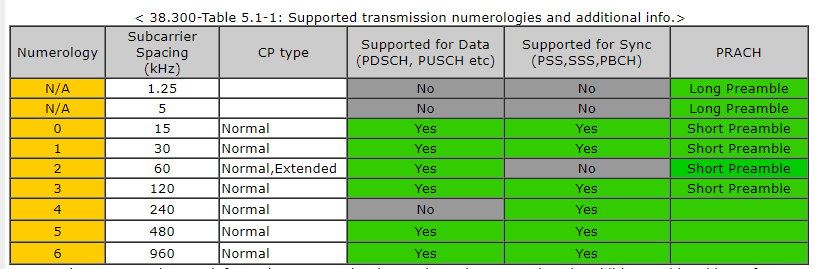 < 38.300-Table 5.1-1: Supported transmission numerologies and additional info.>
Numerology Subcarrier Spacing (kHz) CP type Supported for Data (PDSCH, PUSCH etc) Supported for Sync (PSS,SSS,PBCH) PRACH
N/A 1.25 No No Long Preamble
N/A 5 No No Long Preamble
0 15 Normal Yes Yes Short Preamble
1 30 Normal Yes Yes Short Preamble
2 60 Normal,Extended Yes No Short Preamble
3 120 Normal Yes Yes Short Preamble
4 240 Normal No Yes
5 480 Normal Yes Yes
6 960 Normal Yes Yes